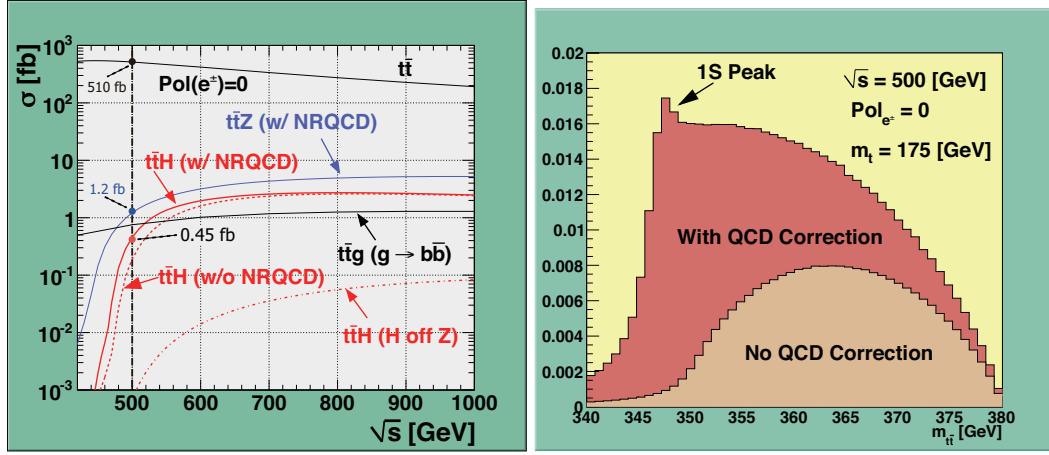 σ [fb]
10³
10²
10
1
10⁻¹
10⁻²
10⁻³
510 fb
Pol(e±)=0
tt̄
tt̄Z (w/ NRQCD)
tt̄H (w/ NRQCD)
1.2 fb
0.45 fb
tt̄g (g → bb̄)
tt̄H (w/o NRQCD)
tt̄H (H off Z)
500 600 700 800 900 1000
√s [GeV]
0.02
0.018
0.016
0.014
0.012
0.01
0.008
0.006
0.004
0.002
0
1S Peak
√s = 500 [GeV]
Pol e± = 0
mt = 175 [GeV]
With QCD Correction
No QCD Correction
340 345 350 355 360 365 370 375 380
m tt̄ [GeV]